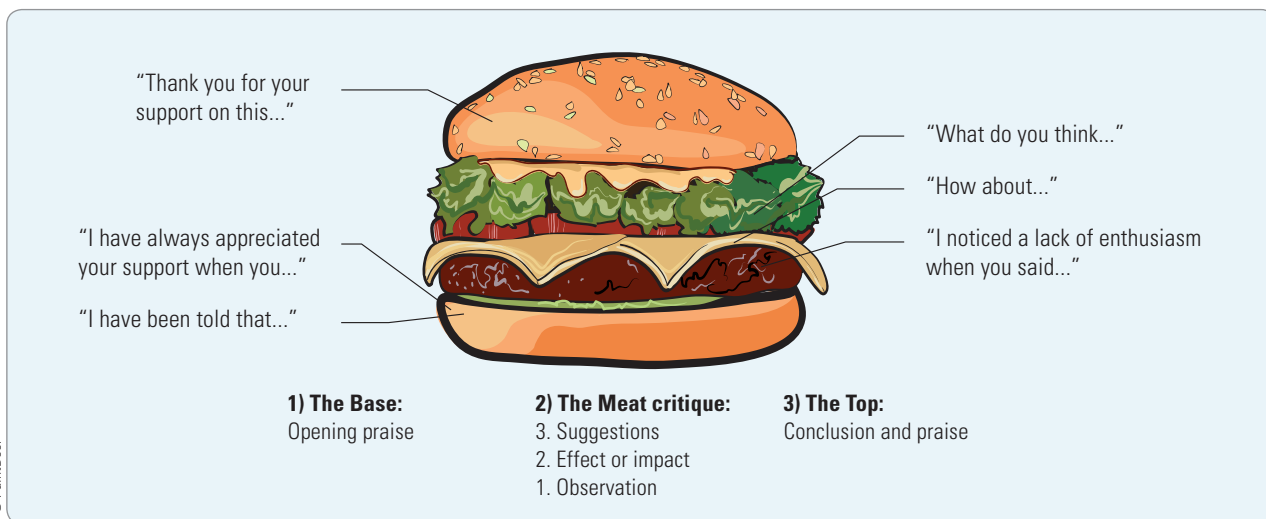 “Thank you for your
support on this...”
“I have always appreciated
your support when you...”
“I have been told that...”
“What do you think...”
“How about...”
“I noticed a lack of enthusiasm
when you said...”
1) The Base:
Opening praise
2) The Meat critique:
3. Suggestions
2. Effect or impact
1. Observation
3) The Top:
Conclusion and praise